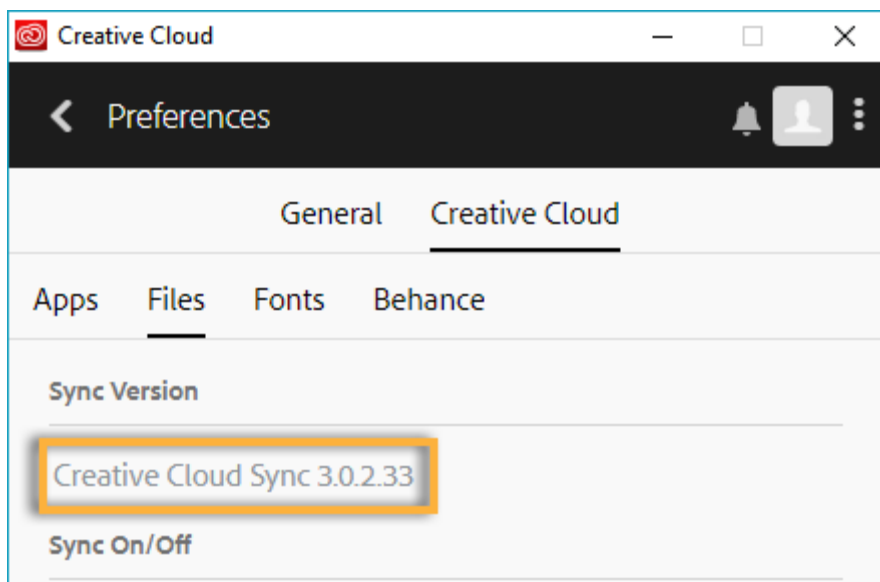 Creative Cloud
Preferences
General Creative Cloud
Apps Files Fonts Behance
Sync Version
Creative Cloud Sync 3.0.2.33
Sync On/Off